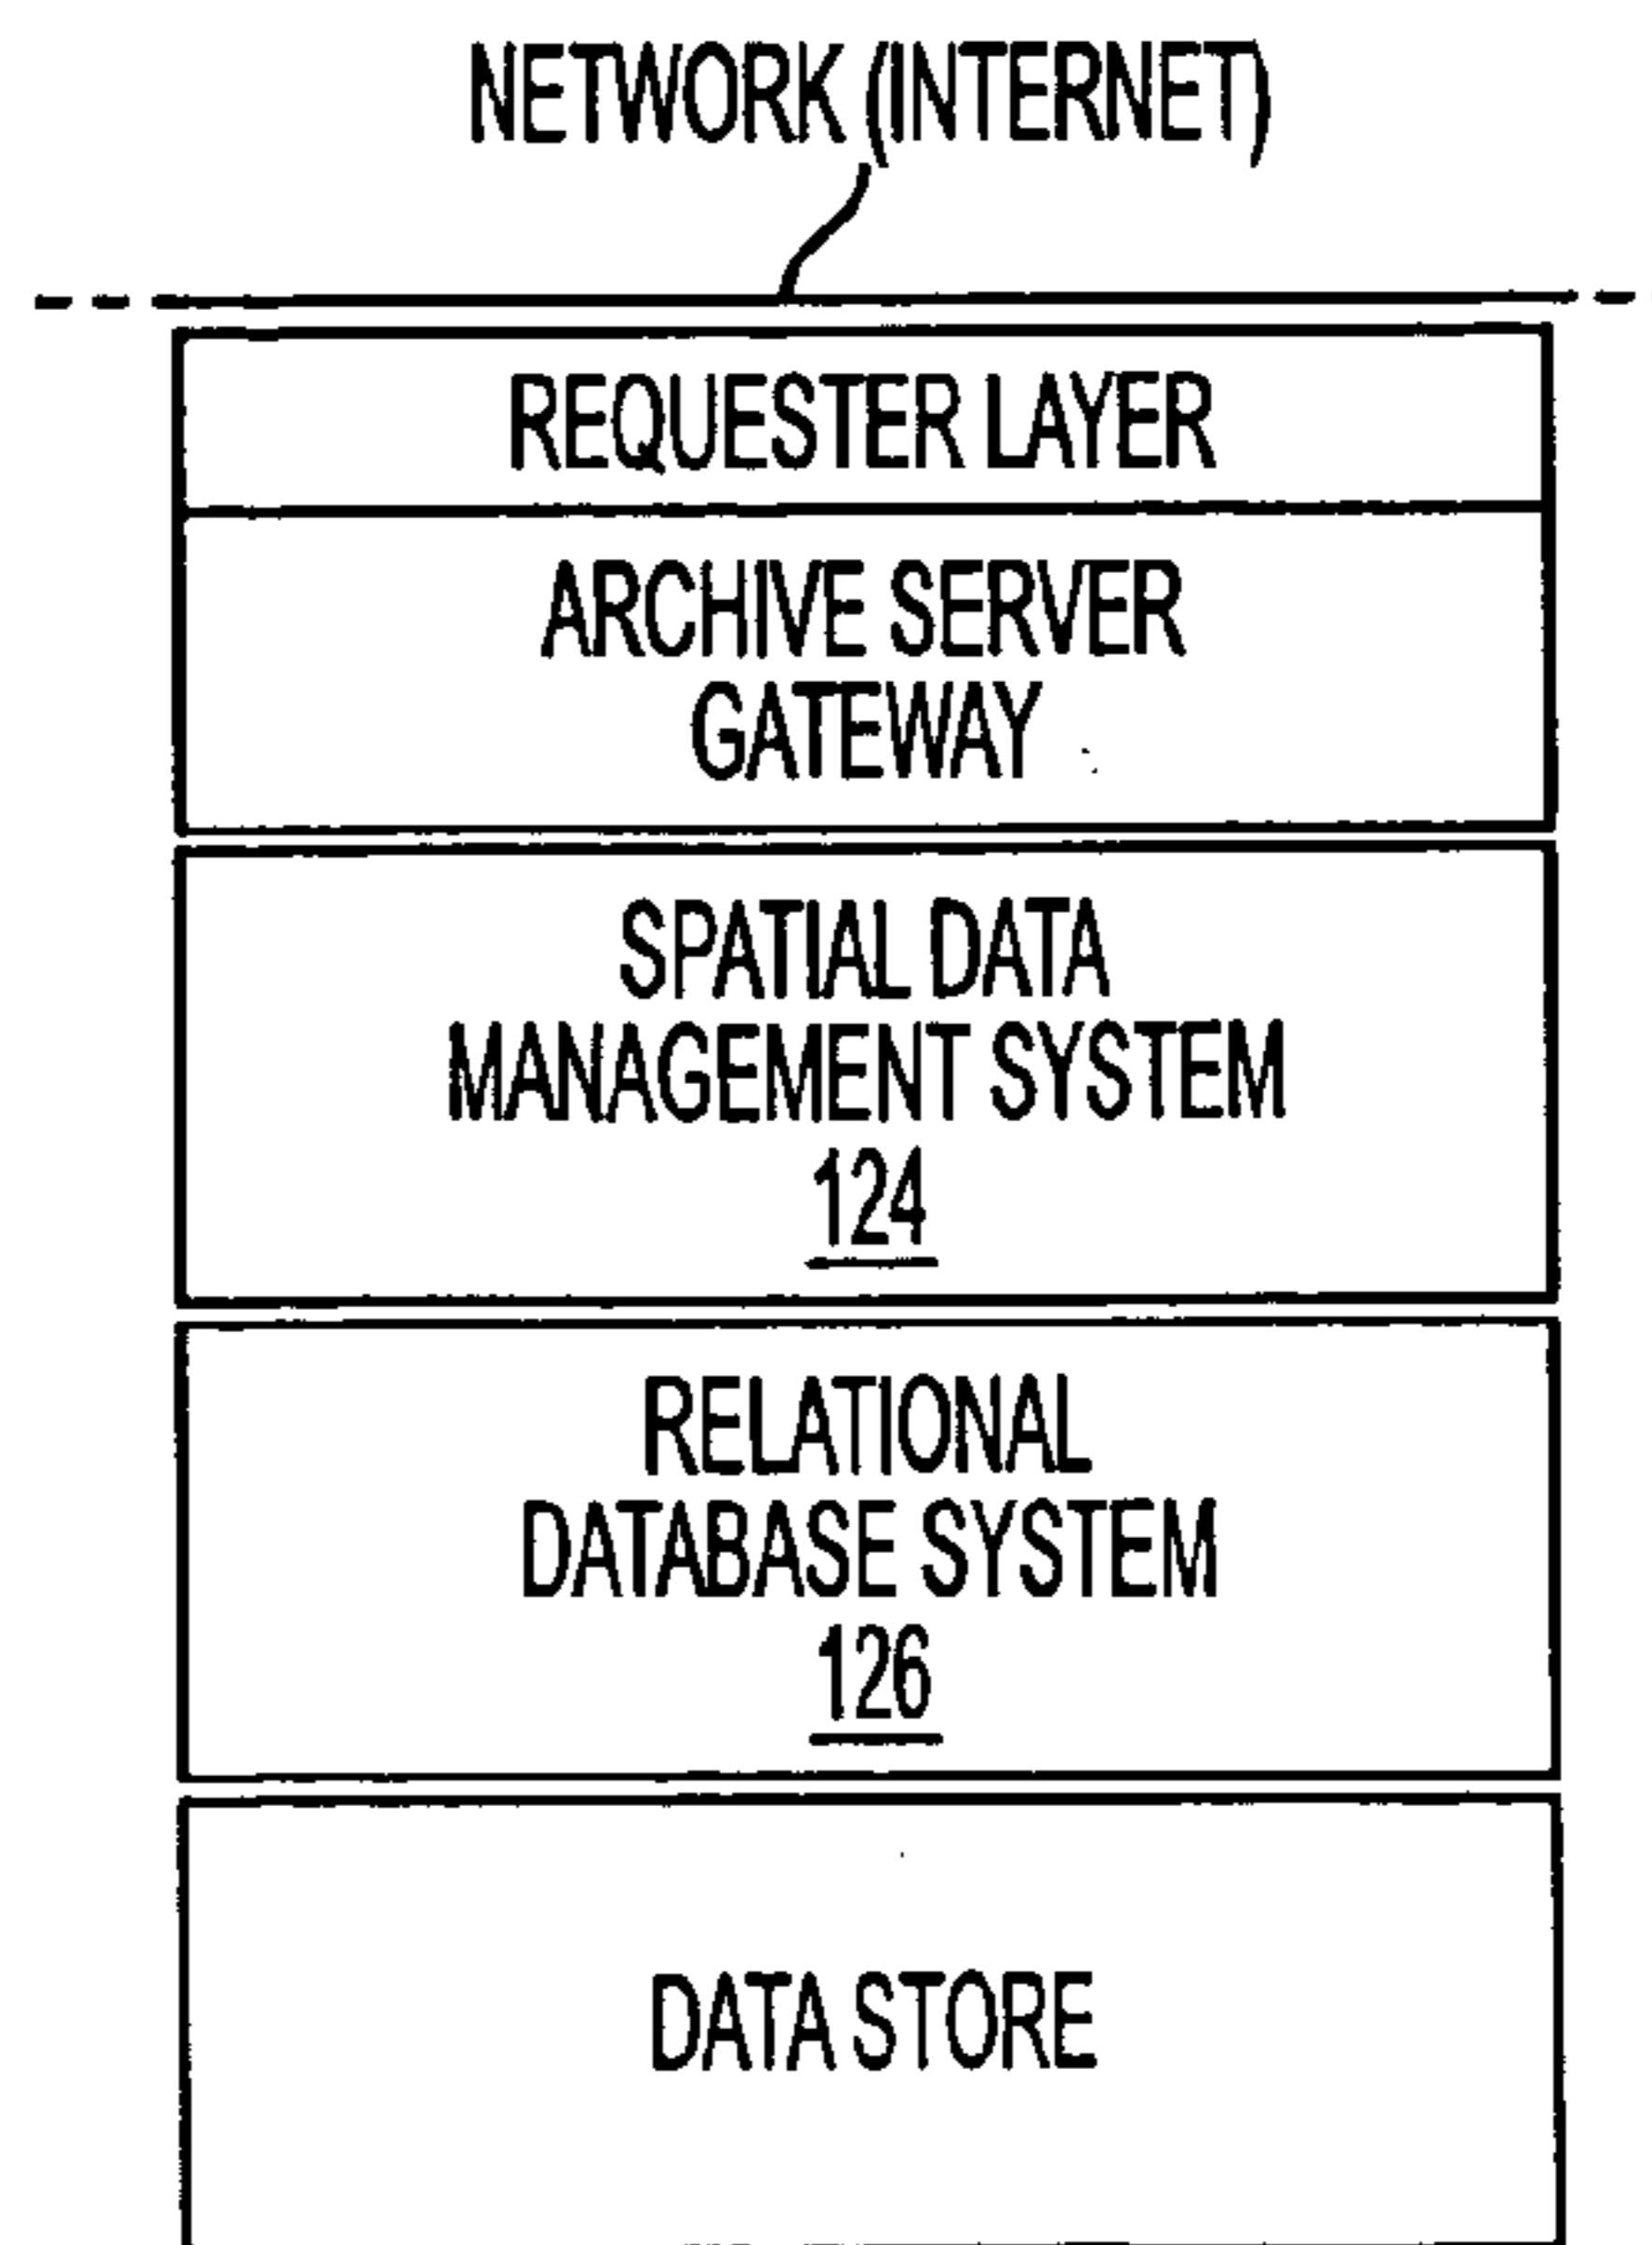 NETWORK (INTERNET)
REQUESTER LAYER
ARCHIVE SERVER
GATEWAY
SPATIAL DATA
MANAGEMENT SYSTEM
124
RELATIONAL
DATABASE SYSTEM
126
DATA STORE